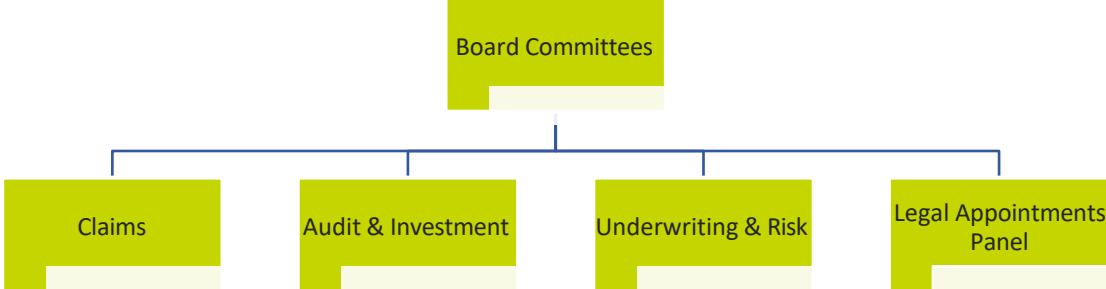 Board Committees
Claims
Audit & Investment
Underwriting & Risk
Legal Appointments
Panel